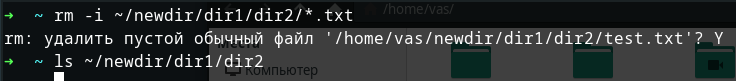 ➜  ~ rm -i ~/newdir/dir1/dir2/*.txt
/home/vas/
rm: удалить пустой обычный файл '/home/vas/newdir/dir1/dir2/test.txt'? Y
Места
➜  ~ ls ~/newdir/dir1/dir2
Компьютер